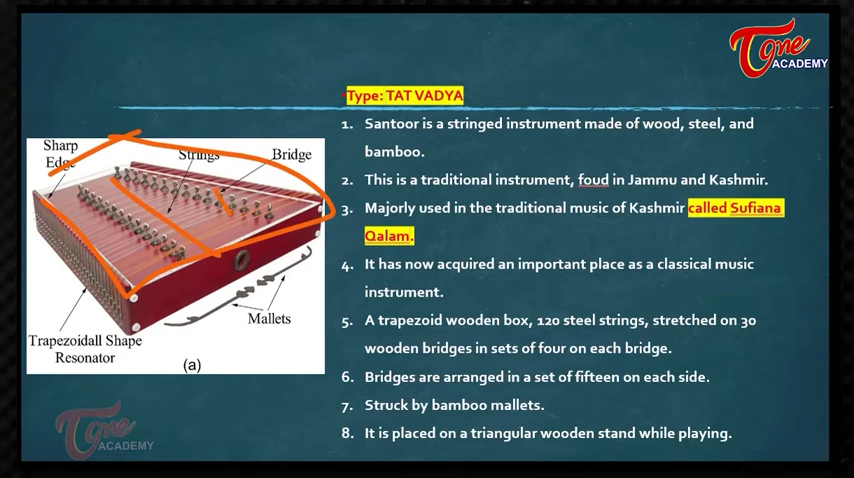 Tone
ACADEMY
Type: TAT VADYA
1. Santoor is a stringed instrument made of wood, steel, and
bamboo.
2. This is a traditional instrument, foud in Jammu and Kashmir.
3. Majorly used in the traditional music of Kashmir called Sufiana
Qalam.
4. It has now acquired an important place as a classical music
instrument.
5. A trapezoid wooden box, 120 steel strings, stretched on 30
wooden bridges in sets of four on each bridge.
6. Bridges are arranged in a set of fifteen on each side.
7. Struck by bamboo mallets.
8. It is placed on a triangular wooden stand while playing.
Sharp
Edge
Strings
Bridge
Mallets
Trapezoidall Shape
Resonator
(a)
Tone
ACADEMY